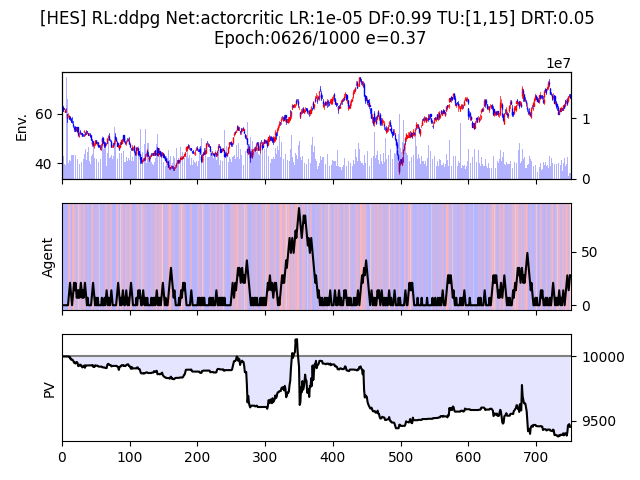 [HES] RL:ddpg Net:actorcritic LR:1e-05 DF:0.99 TU:[1,15] DRT:0.05
Epoch:0626/1000 e=0.37
1e7
Env.
60
40
1
0
Agent
50
0
PV
10000
9500
0 100 200 300 400 500 600 700